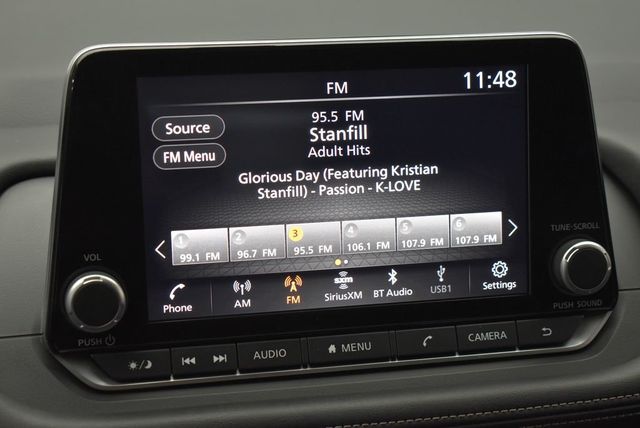 FM
11:48
Source
FM Menu
95.5 FM
Stanfill
Adult Hits
Glorious Day (Featuring Kristian
Stanfill) - Passion - K-LOVE
1
2
3
4
5
6
99.1 FM
96.7 FM
95.5 FM
106.1 FM
107.9 FM
107.9 FM
Phone
AM
FM
sxm
SiriusXM
BT Audio
USB1
Settings
VOL
PUSH
TUNE·SCROLL
PUSH SOUND
AUDIO
MENU
CAMERA